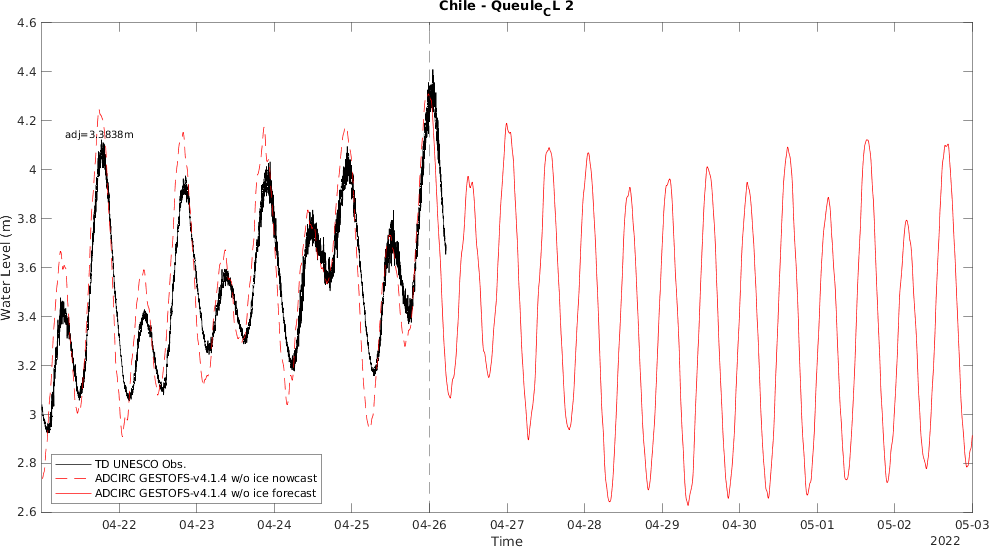 Chile - Queule_CL 2
4.6
4.4
4.2
4
3.8
3.6
3.4
3.2
3
2.8
2.6
Water Level (m)
adj=3.3838m
TD UNESCO Obs.
ADCIRC GESTOFS-v4.1.4 w/o ice nowcast
ADCIRC GESTOFS-v4.1.4 w/o ice forecast
04-22 04-23 04-24 04-25 04-26 04-27 04-28 04-29 04-30 05-01 05-02 05-03
Time
2022